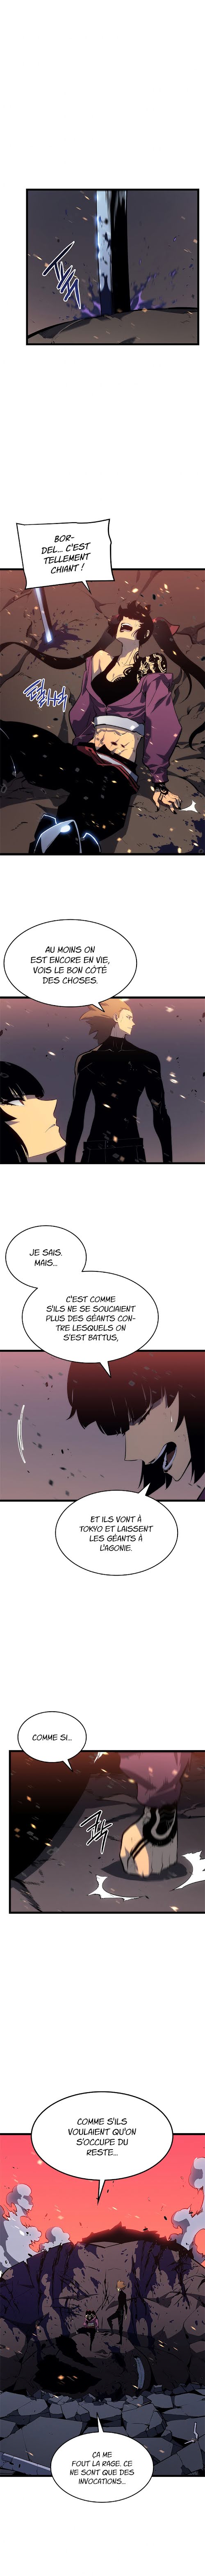 BOR-
DEL... C'EST
TELLEMENT
CHIANT !
AU MOINS ON
EST ENCORE EN VIE,
VOIS LE BON CÔTÉ
DES CHOSES.
JE SAIS.
MAIS...
C'EST COMME
S'ILS NE SE SOUCIAIENT
PLUS DES GÉANTS CON-
TRE LESQUELS ON
S'EST BATTUS,
ET ILS VONT À
TOKYO ET LAISSENT
LES GÉANTS À
L'AGONIE.
COMME SI...
COMME S'ILS
VOULAIENT QU'ON
S'OCCUPE DU
RESTE...
CA ME
FOUT LA RAGE. CE
NE SONT QUE DES
INVOCATIONS...